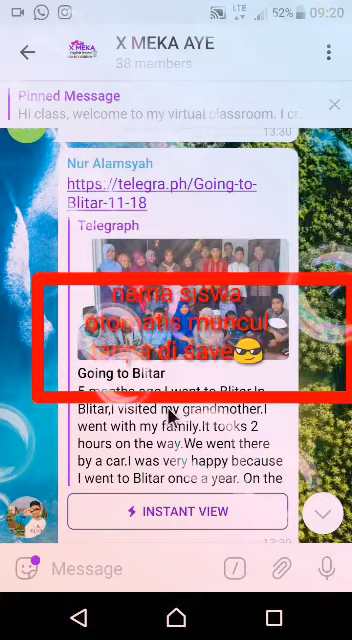 52% 09:20
LTE
X MEKA AYE
38 members
Pinned Message
Hi class, welcome to my virtual classroom. I cr
13:30
Nur Alamsyah
https://telegra.ph/Going-to-
Blitar-11-18
Telegraph
nama siswa
otomatis muncul
tanpa di save
Going to Blitar
5 months ago I went to Blitar.In
Blitar,I visited my grandmother.I
went with my family.It tooks 2
hours on the way.We went there
by a car.I was very happy because
I went to Blitar once a year. On the
INSTANT VIEW
13:30
Message